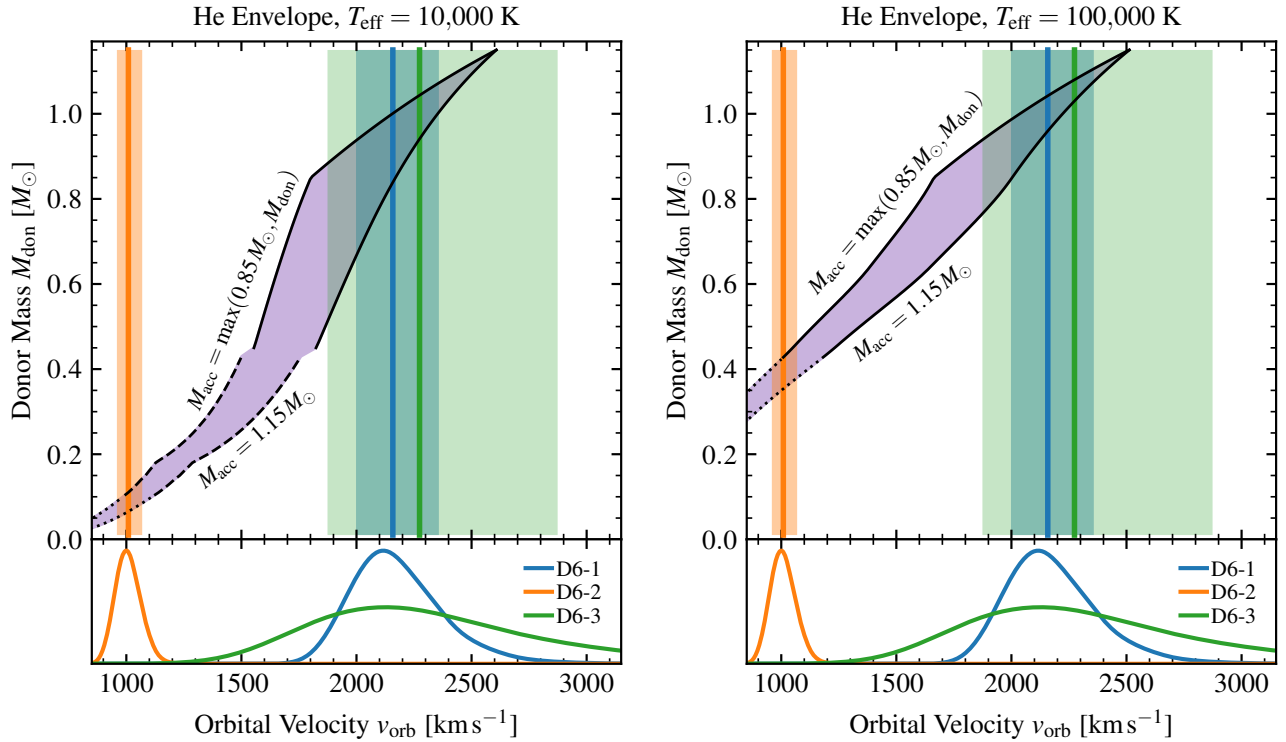 He Envelope, T_eff = 10,000 K
Donor Mass M_don [M_⊙]
1.0
0.8
0.6
0.4
0.2
0.0
M_acc = max(0.85 M_⊙, M_don)
M_acc = 1.15 M_⊙
D6-1
D6-2
D6-3
1000 1500 2000 2500 3000
Orbital Velocity v_orb [km s⁻¹]
He Envelope, T_eff = 100,000 K
Donor Mass M_don [M_⊙]
1.0
0.8
0.6
0.4
0.2
0.0
M_acc = max(0.85 M_⊙, M_don)
M_acc = 1.15 M_⊙
D6-1
D6-2
D6-3
1000 1500 2000 2500 3000
Orbital Velocity v_orb [km s⁻¹]